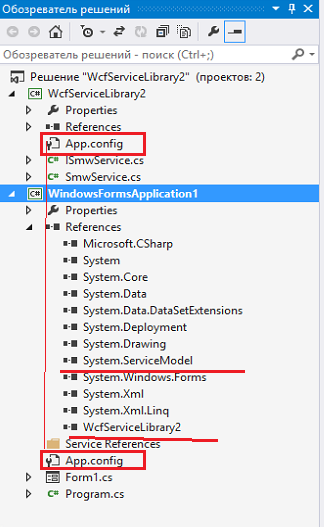 Обозреватель решений
Обозреватель решений - поиск (Ctrl+;)
Решение "WcfServiceLibrary2" (проектов: 2)
C# WcfServiceLibrary2
Properties
References
App.config
ISmwService.cs
SmwService.cs
C# WindowsFormsApplication1
Properties
References
Microsoft.CSharp
System
System.Core
System.Data
System.Data.DataSetExtensions
System.Deployment
System.Drawing
System.ServiceModel
System.Windows.Forms
System.Xml
System.Xml.Linq
WcfServiceLibrary2
Service References
App.config
Form1.cs
C# Program.cs